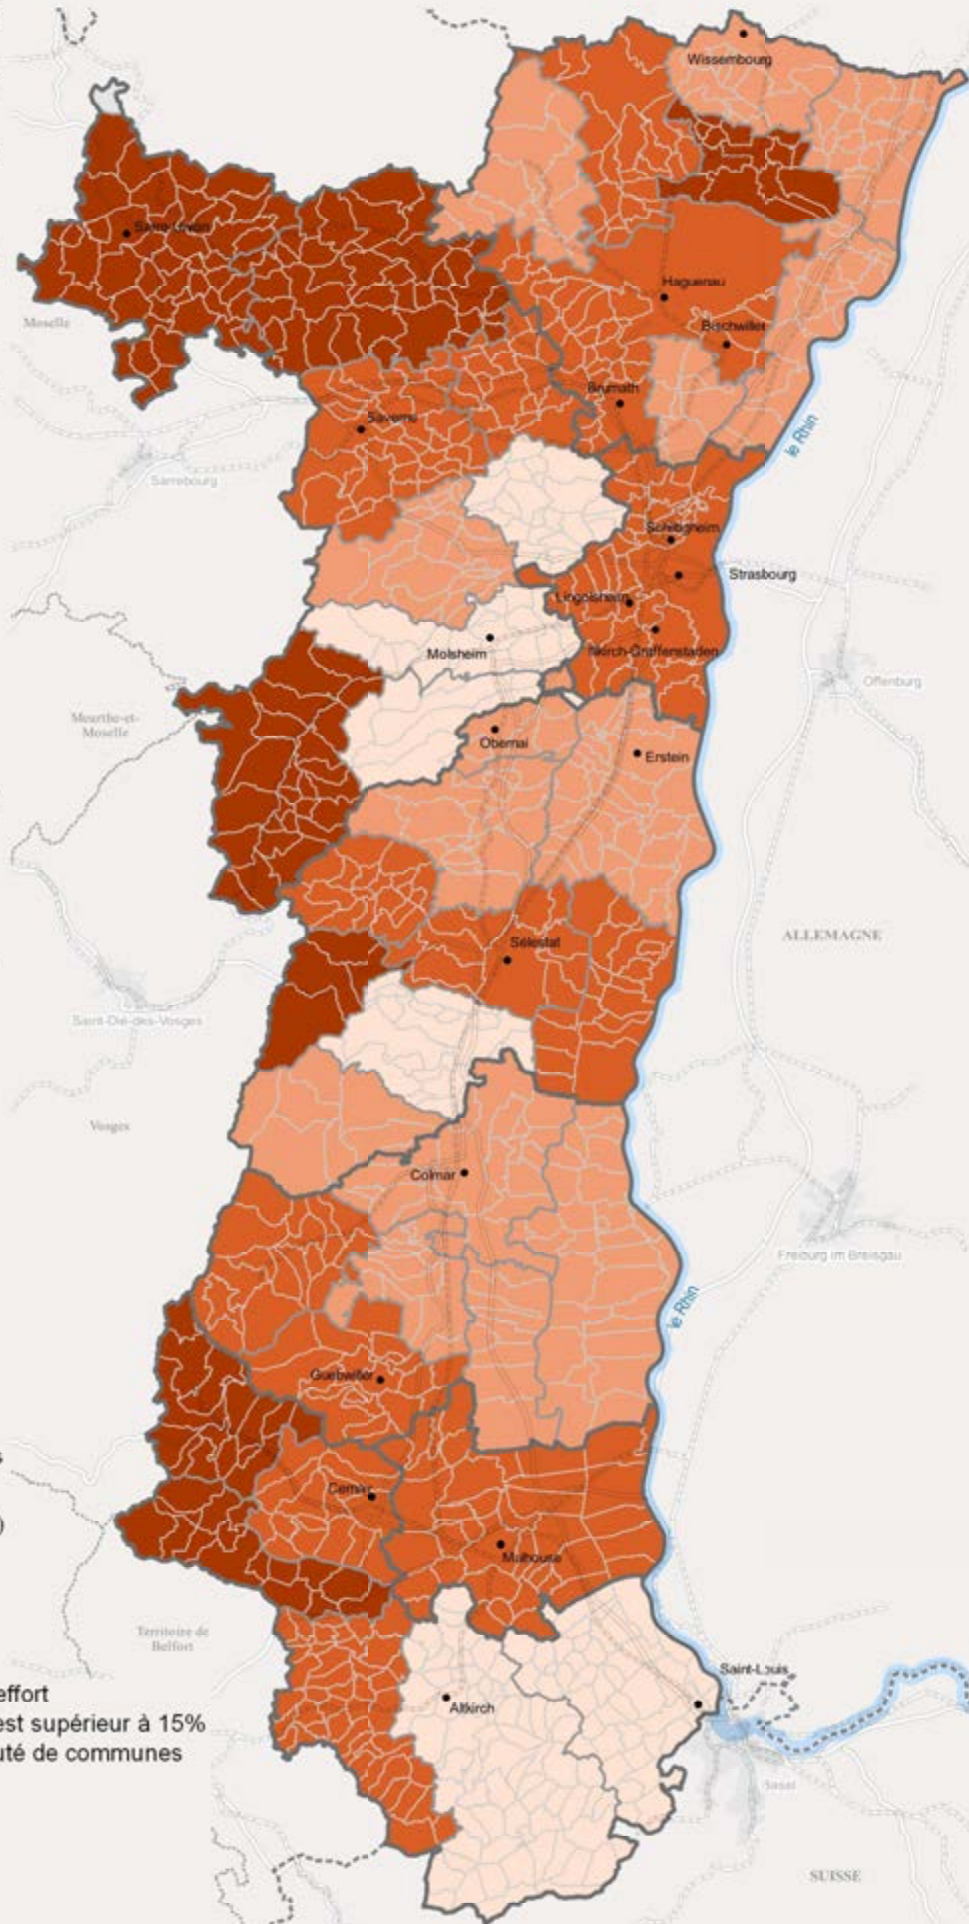 Wissembourg
Haguenau
Moselle
Bischwiller
Brumath
Saverne
le Rhin
Sarrebourg
Schiltigheim
Strasbourg
Lingolsheim
Molsheim
Illkirch-Graffenstaden
Offenburg
Meurthe-et-
Moselle
Obernai
Erstein
ALLEMAGNE
Sélestat
Saint-Dié-des-Vosges
Vosges
Colmar
Freiburg im Breisgau
le Rhin
Guebwiller
Cernay
)
Mulhouse
Territoire de
Belfort
Saint-Louis
effort
est supérieur à 15%
uté de communes
Altkirch
SUISSE